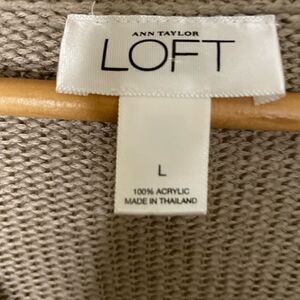 ANN TAYLOR
LOFT
L
100% ACRYLIC
MADE IN THAILAND